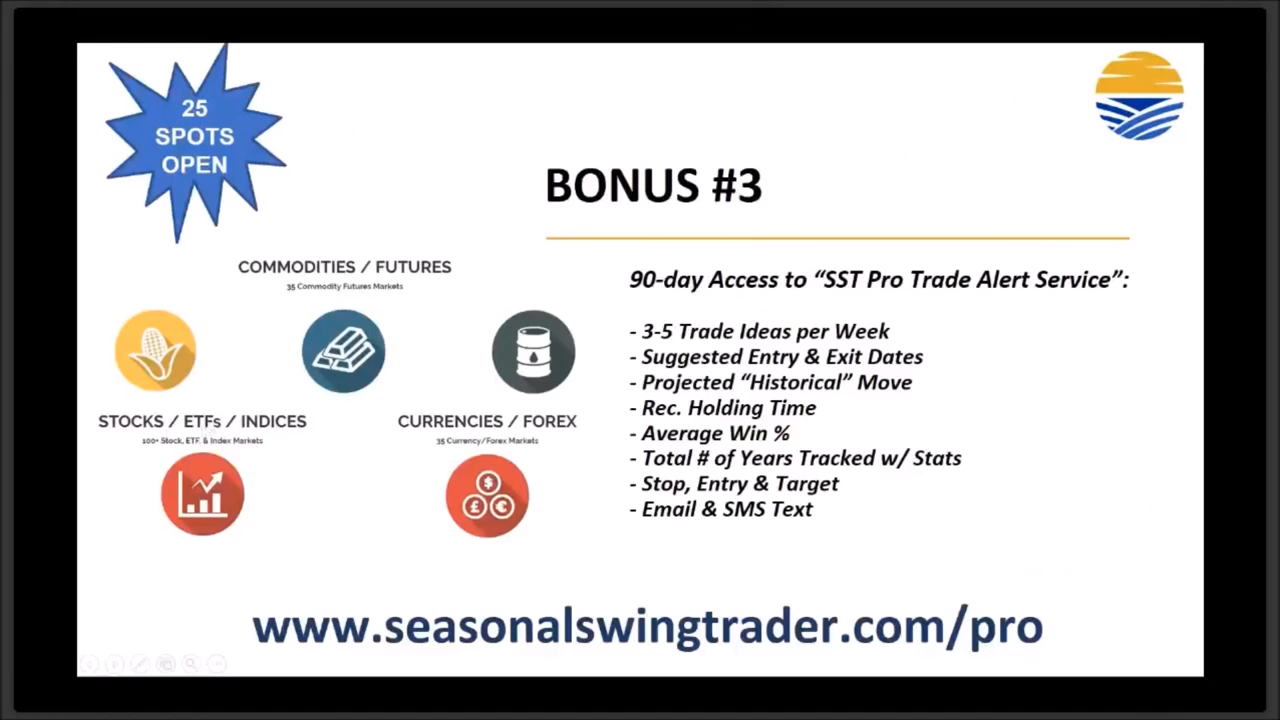 25
SPOTS
OPEN
BONUS #3
COMMODITIES / FUTURES
35 Commodity Futures Markets
STOCKS / ETFs / INDICES
100+ Stock, ETF, & Index Markets
CURRENCIES / FOREX
35 Currency/Forex Markets
$
£ €
90-day Access to “SST Pro Trade Alert Service”:
- 3-5 Trade Ideas per Week
- Suggested Entry & Exit Dates
- Projected “Historical” Move
- Rec. Holding Time
- Average Win %
- Total # of Years Tracked w/ Stats
- Stop, Entry & Target
- Email & SMS Text
www.seasonalswingtrader.com/pro